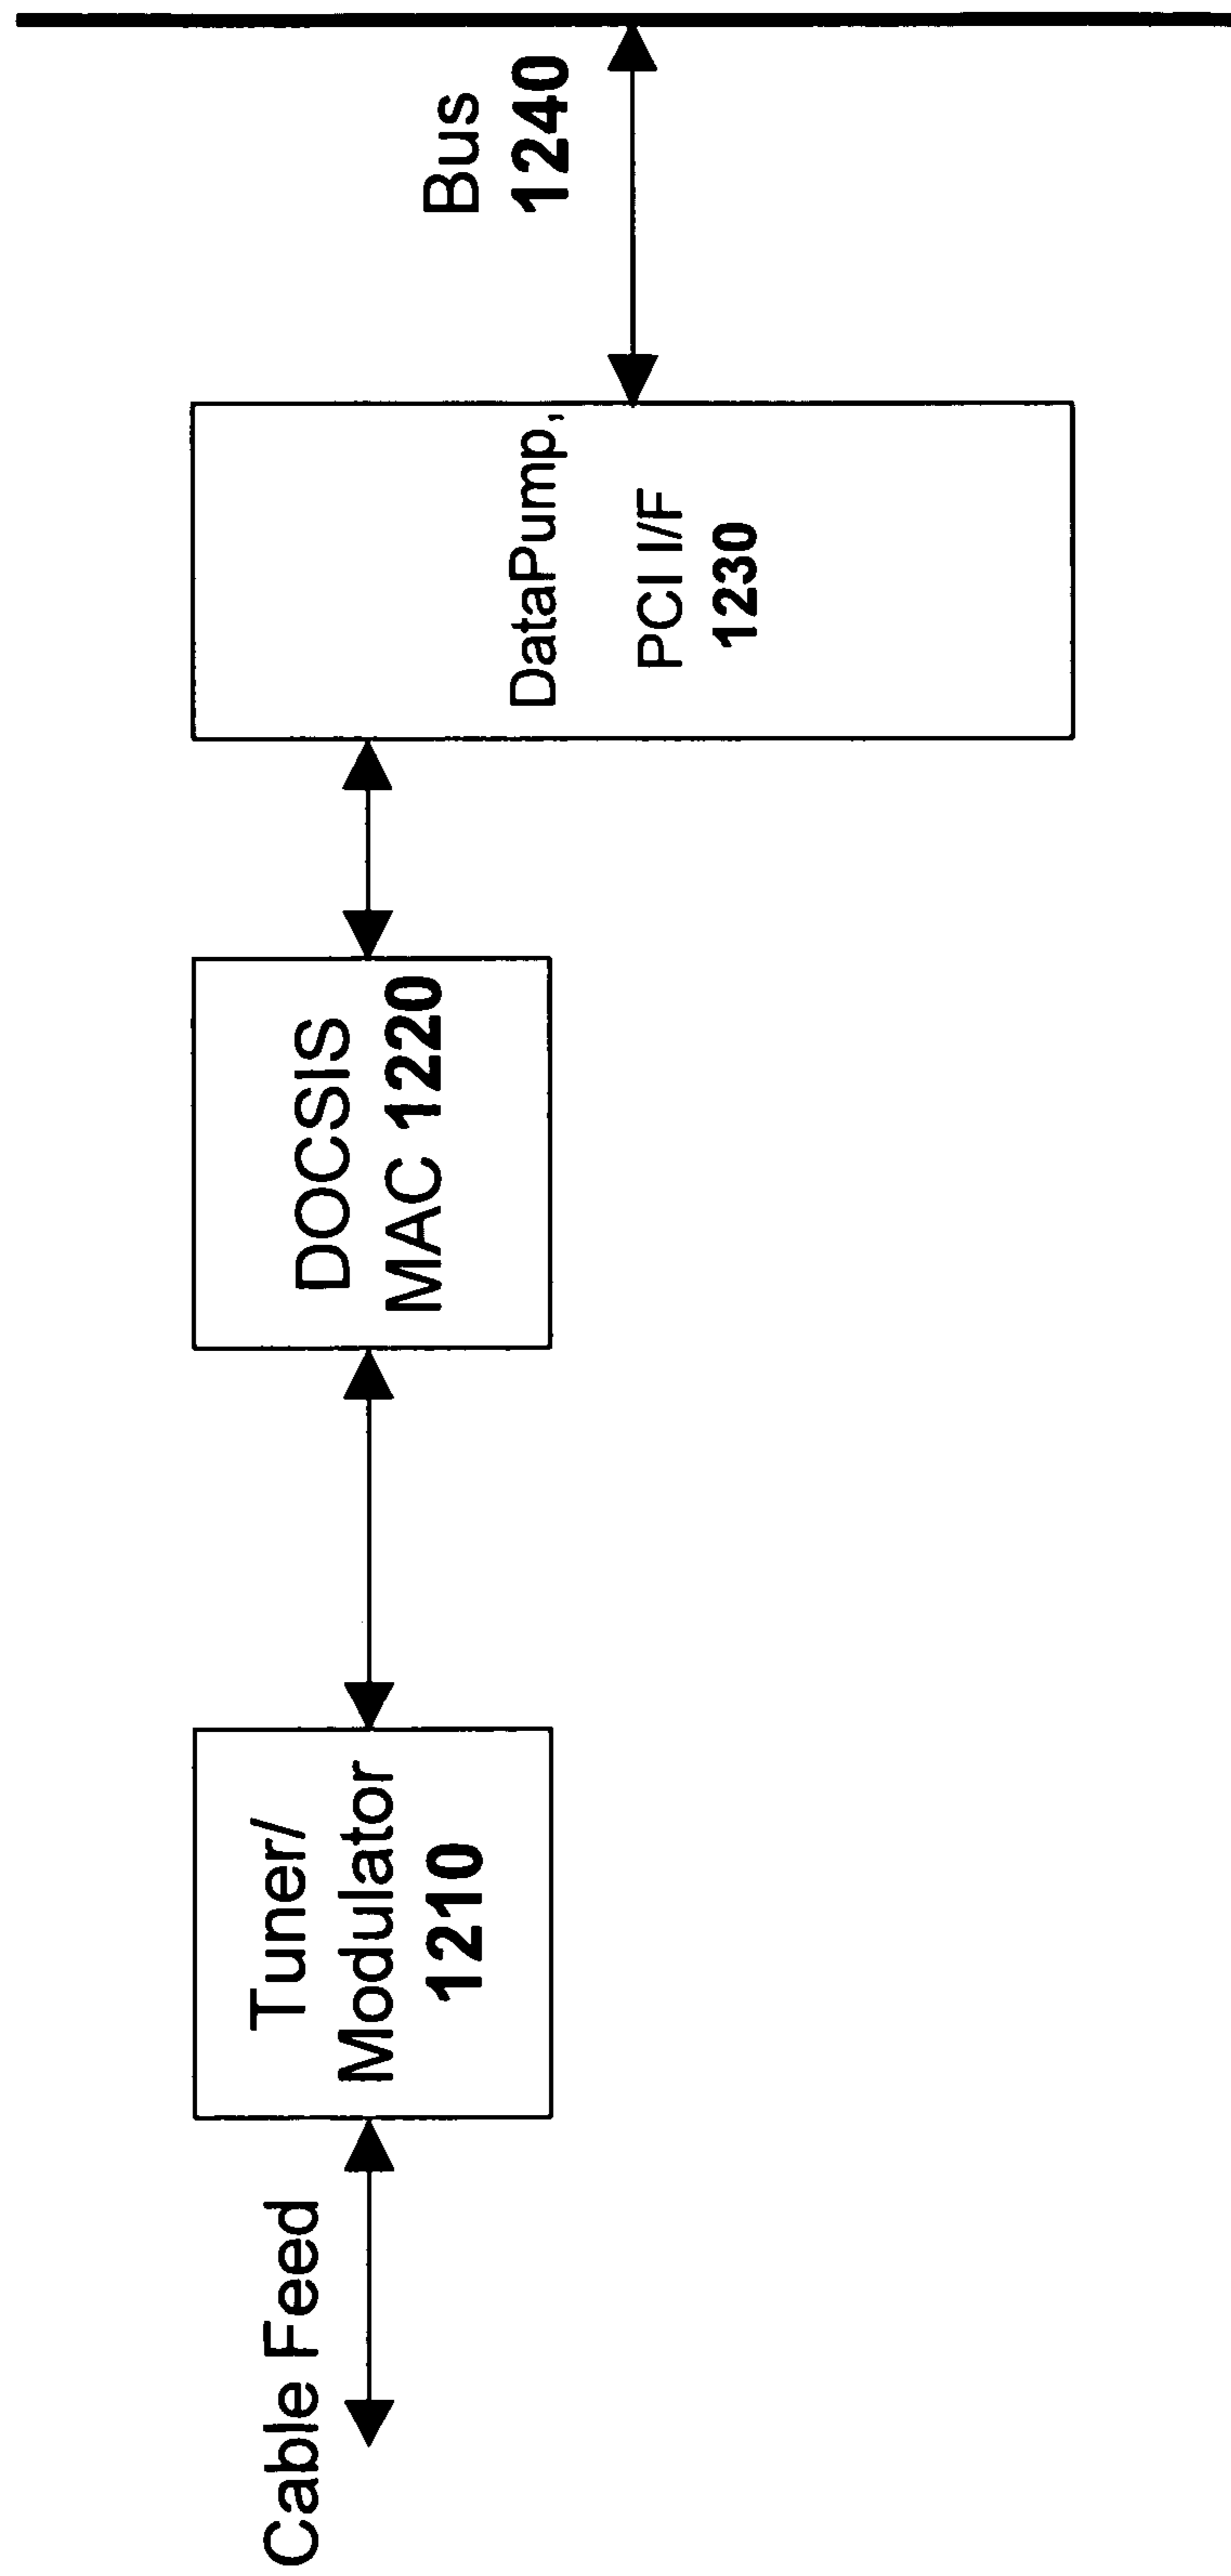 Cable Feed
Tuner/
Modulator
1210
DOCSIS
MAC 1220
DataPump,
PCI I/F
1230
Bus
1240